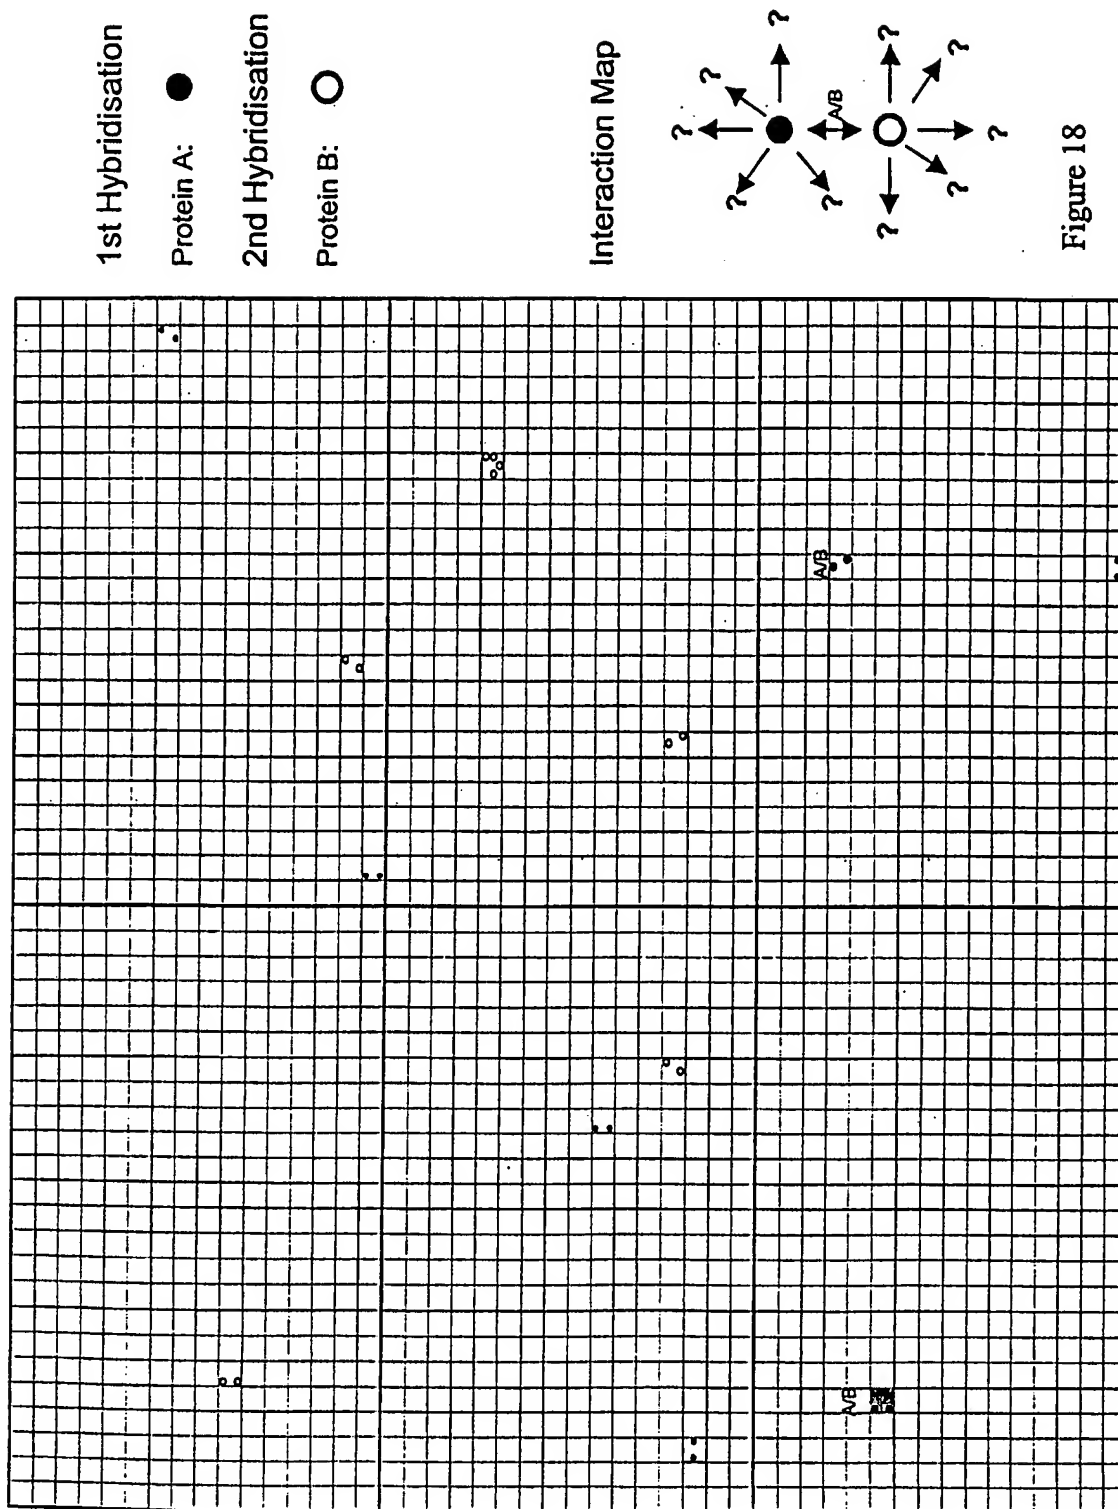 1st Hybridisation
Protein A:
2nd Hybridisation
Protein B:
Interaction Map
?
?
?
?
?
A/B
?
?
?
?
?
?
Figure 18
A/B
A/B